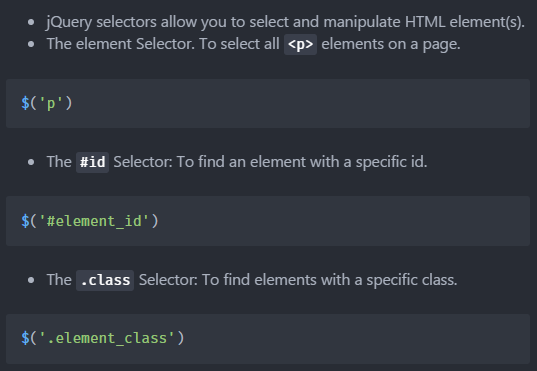 jQuery selectors allow you to select and manipulate HTML element(s).
The element Selector. To select all <p> elements on a page.
$('p')
The #id Selector: To find an element with a specific id.
$('#element_id')
The .class Selector: To find elements with a specific class.
$('.element_class')